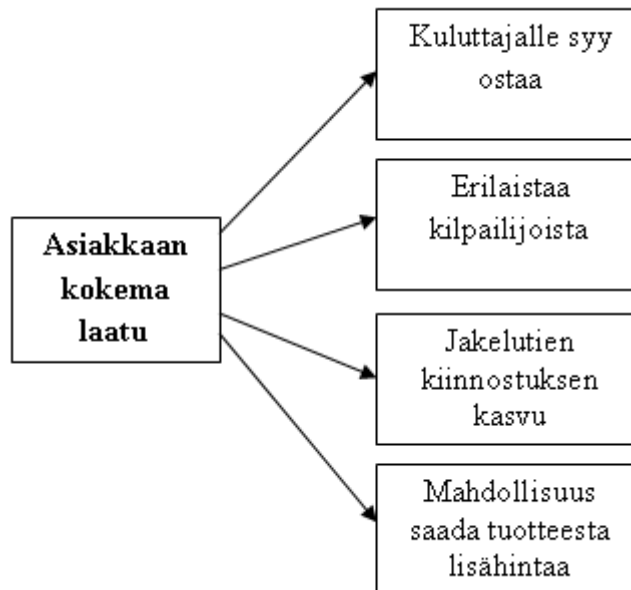 Kuluttajalle syy
ostaa
Erilaistaa
kilpailijoista
Asiakkaan
kokema
laatu
Jakelutien
kiinnostuksen
kasvu
Mahdollisuus
saada tuotteesta
lisähintaa